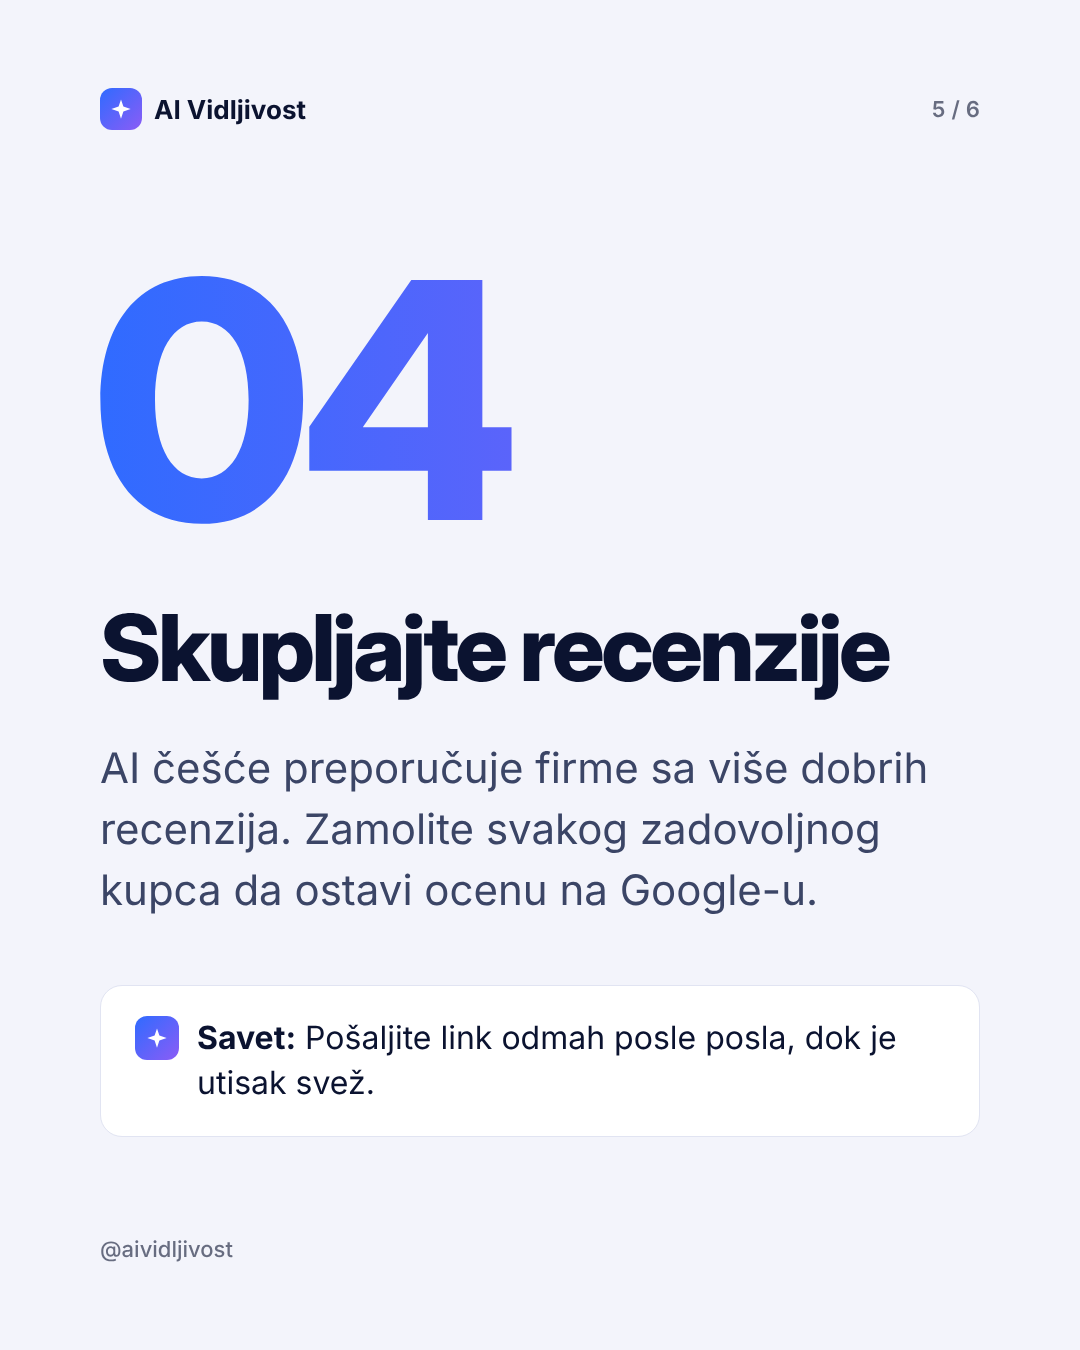 AI Vidljivost
5 / 6
04
Skupljajte recenzije
AI češće preporučuje firme sa više dobrih
recenzija. Zamolite svakog zadovoljnog
kupca da ostavi ocenu na Google-u.
Savet: Pošaljite link odmah posle posla, dok je
utisak svež.
@aividljivost